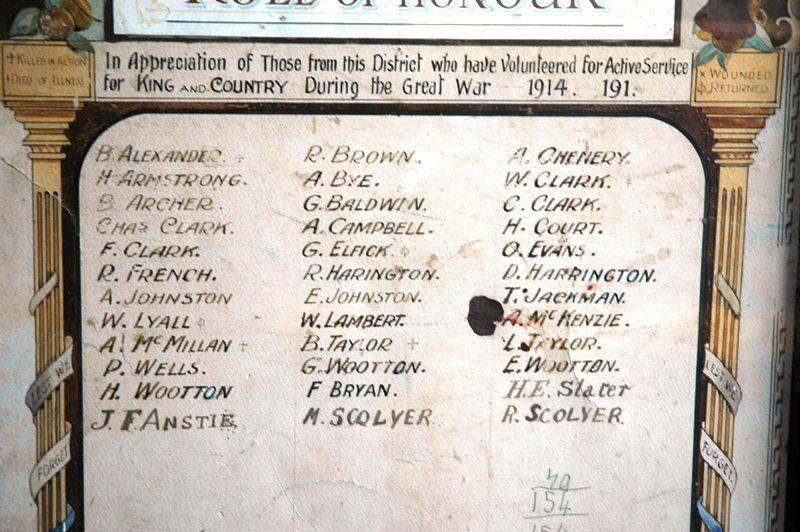 ROLL OF HONOUR
+ KILLED IN ACTION
DIED OF ILLNESS
In Appreciation of Those from this District who have Volunteered for Active Service
for KING AND COUNTRY During the Great War 1914. 191.
x WOUNDED
RETURNED
B. ALEXANDER. + R. BROWN. A. CHENERY.
H. ARMSTRONG. A. BYE. W. CLARK.
B. ARCHER. G. BALDWIN. C. CLARK.
CHAS CLARK. A. CAMPBELL. H. COURT.
F. CLARK. G. ELFICK. O. EVANS.
R. FRENCH. R. HARINGTON. D. HARRINGTON.
A. JOHNSTON E. JOHNSTON. T. JACKMAN.
W. LYALL W. LAMBERT. A. McKENZIE.
A. McMILLAN + B. TAYLOR + L. TAYLOR.
P. WELLS. G. WOOTTON. E. WOOTTON.
H. WOOTTON F BRYAN. H.E. Slater
J. F ANSTIE M. SCOLYER R. SCOLYER
LEST WE
FORGET
LEST WE
FORGET.
154